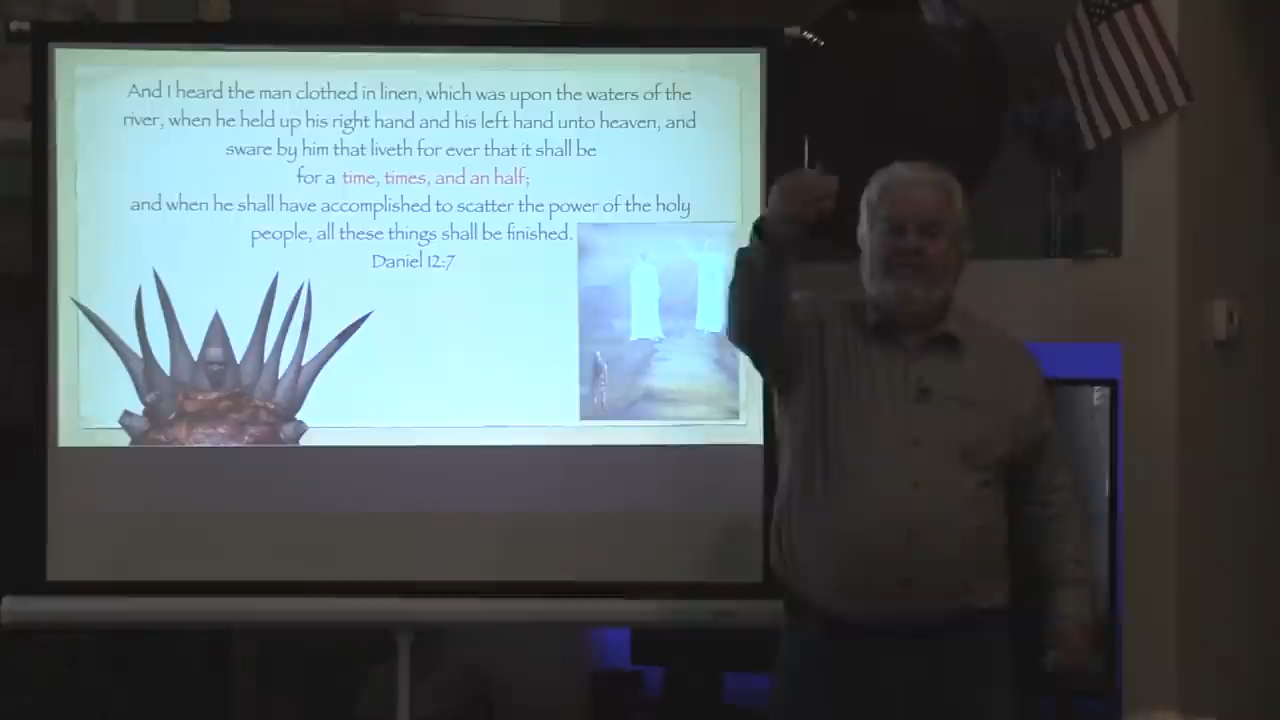 And I heard the man clothed in linen, which was upon the waters of the
river, when he held up his right hand and his left hand unto heaven, and
sware by him that liveth for ever that it shall be
for a time, times, and an half;
and when he shall have accomplished to scatter the power of the holy
people, all these things shall be finished.
Daniel 12:7